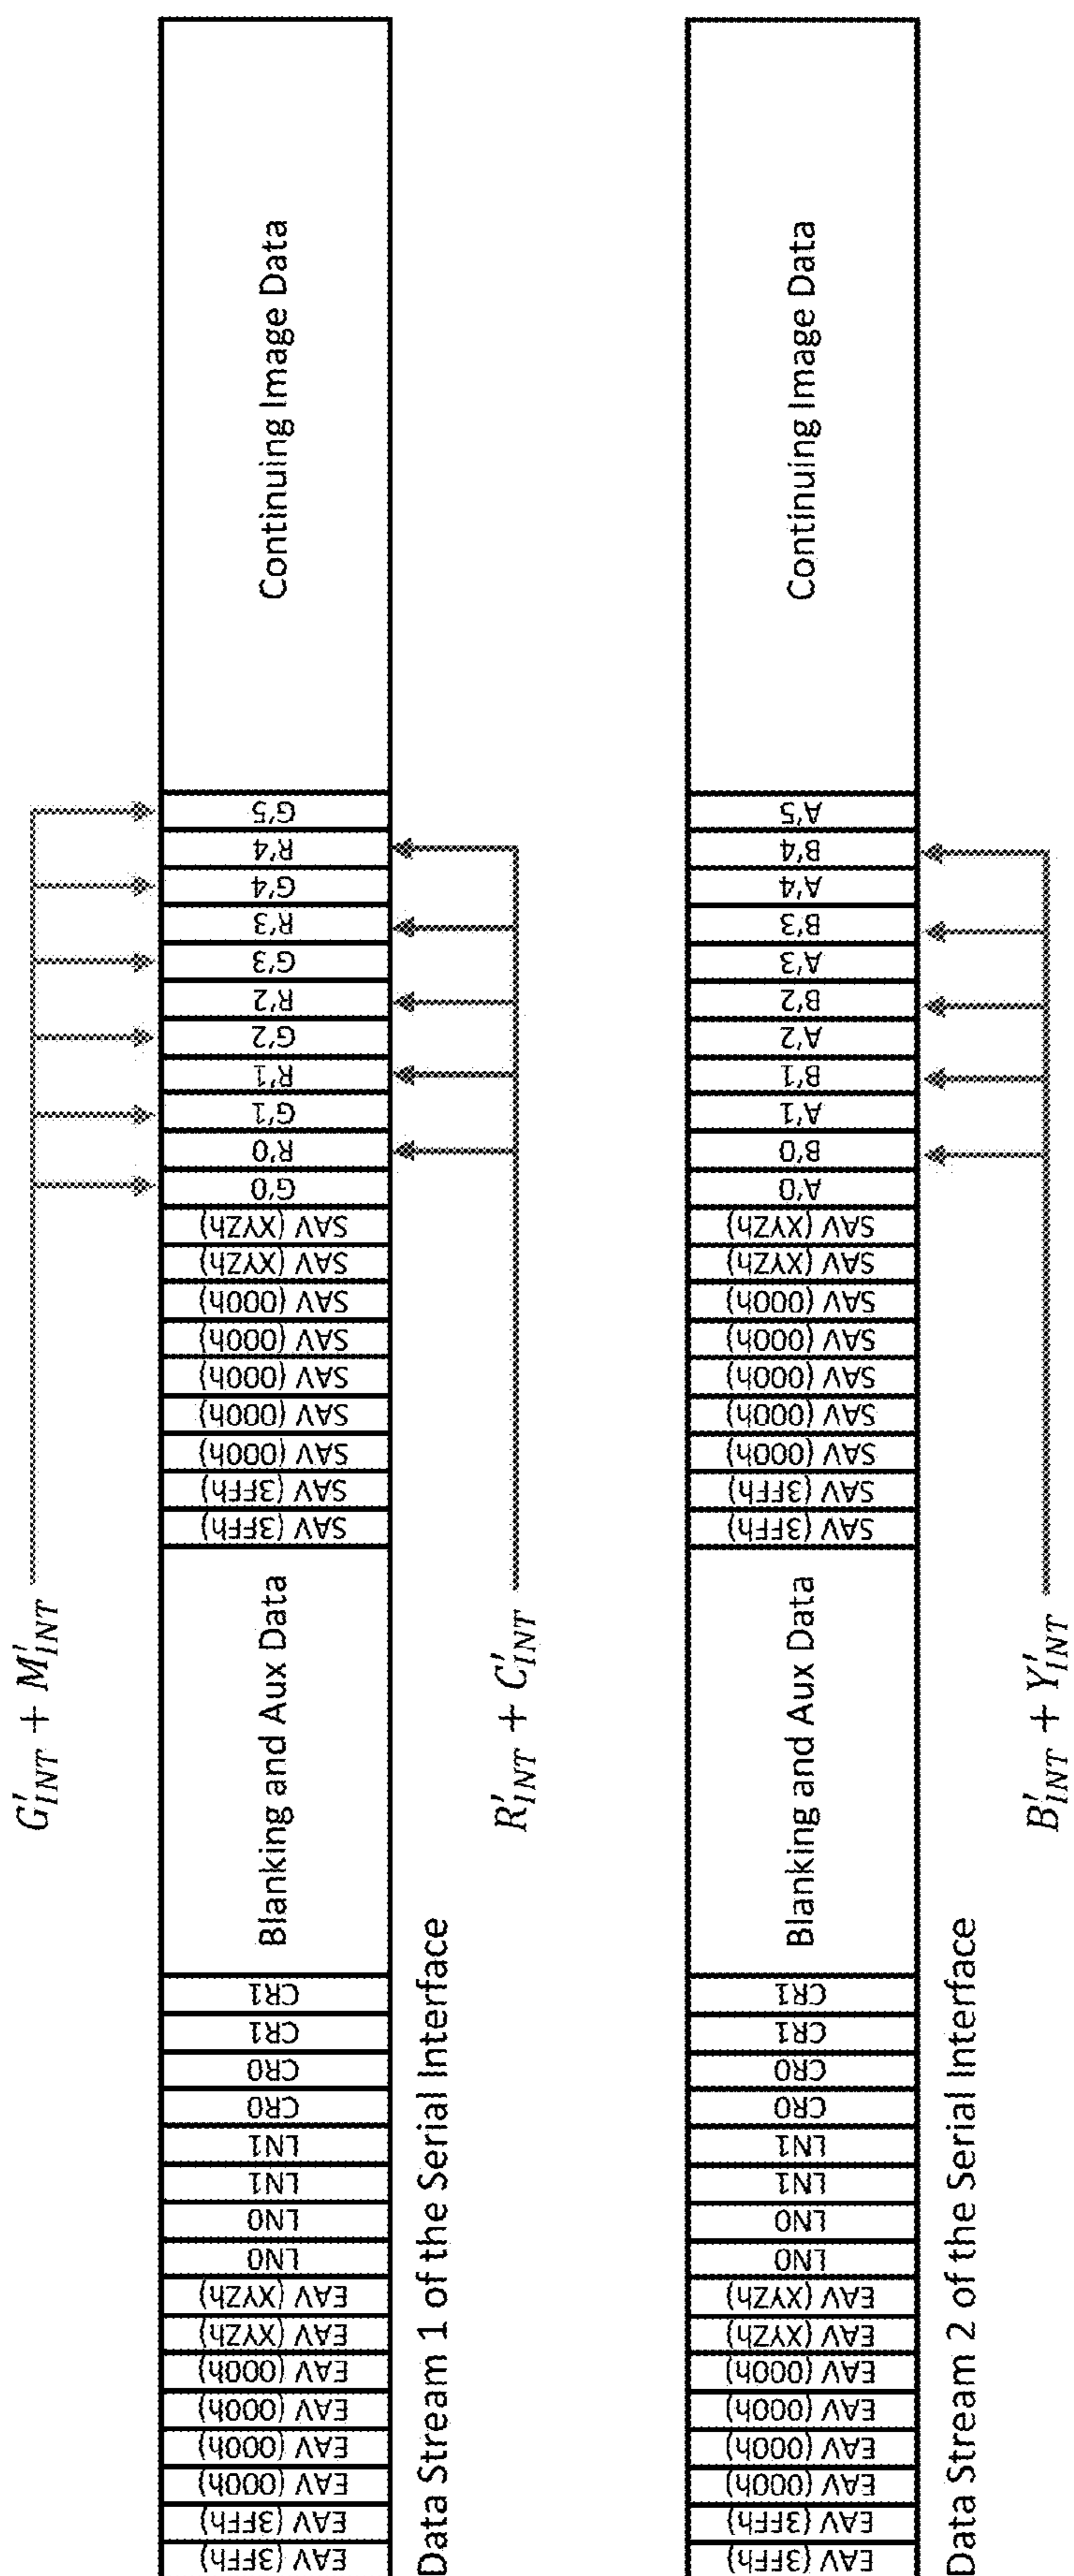 G'INT + M'INT
EAV (3FFh)
EAV (3FFh)
EAV (000h)
EAV (000h)
EAV (000h)
EAV (000h)
EAV (XYZh)
EAV (XYZh)
LN0
LN0
LN1
LN1
CR0
CR0
CR1
CR1
Blanking and Aux Data
SAV (3FFh)
SAV (3FFh)
SAV (000h)
SAV (000h)
SAV (000h)
SAV (000h)
SAV (000h)
SAV (XYZh)
SAV (XYZh)
G'0
R'0
G'1
R'1
G'2
R'2
G'3
R'3
G'4
R'4
G'5
Continuing Image Data
Data Stream 1 of the Serial Interface
R'INT + C'INT
EAV (3FFh)
EAV (3FFh)
EAV (000h)
EAV (000h)
EAV (000h)
EAV (000h)
EAV (XYZh)
EAV (XYZh)
LN0
LN0
LN1
LN1
CR0
CR0
CR1
CR1
Blanking and Aux Data
SAV (3FFh)
SAV (3FFh)
SAV (000h)
SAV (000h)
SAV (000h)
SAV (000h)
SAV (000h)
SAV (XYZh)
SAV (XYZh)
A'0
B'0
A'1
B'1
A'2
B'2
A'3
B'3
A'4
B'4
A'5
Continuing Image Data
Data Stream 2 of the Serial Interface
B'INT + Y'INT